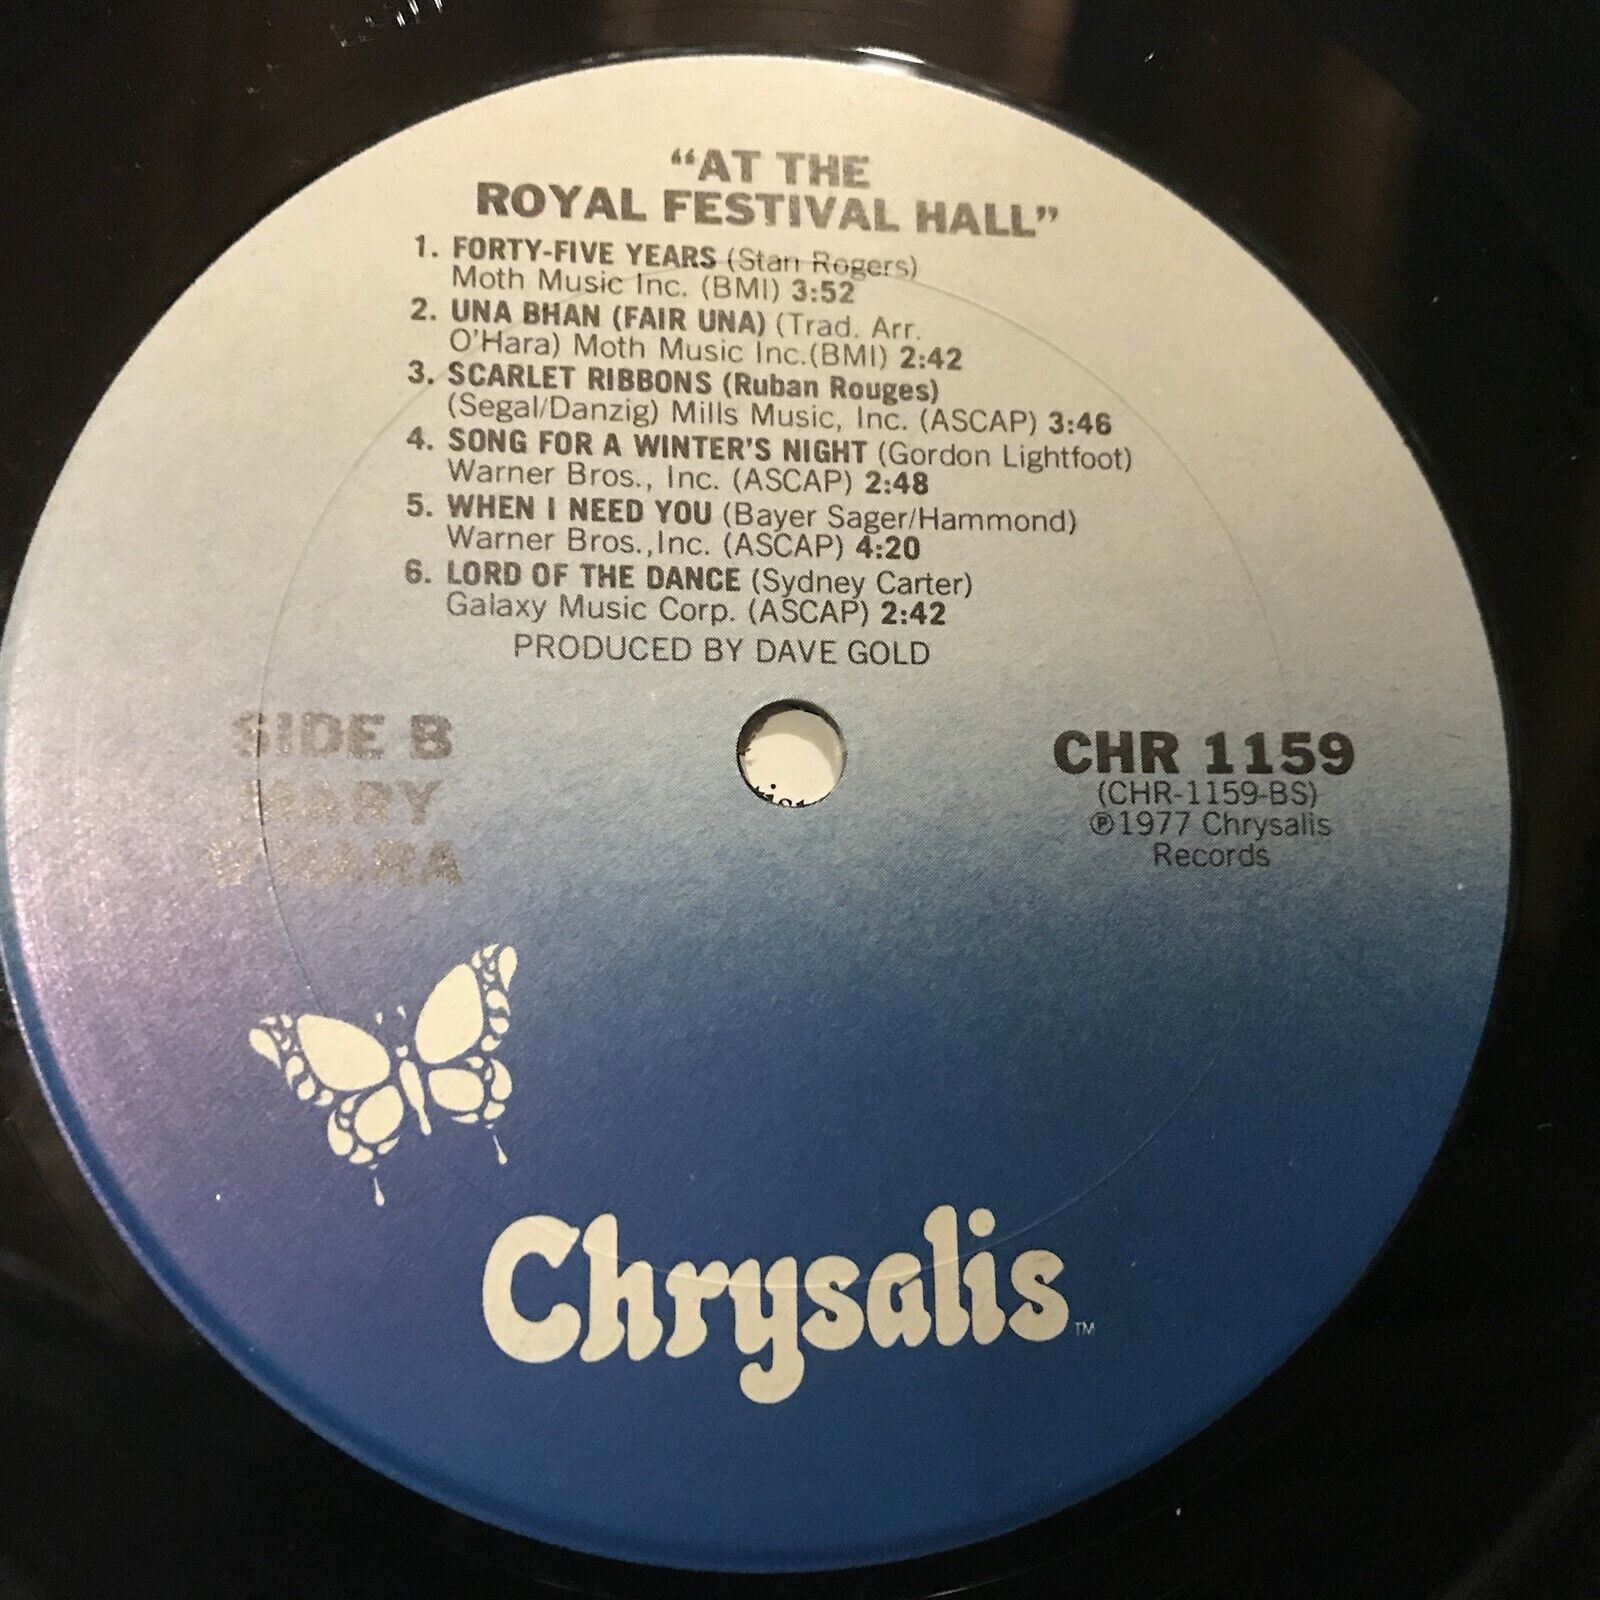 “AT THE
ROYAL FESTIVAL HALL”
1. FORTY-FIVE YEARS (Stan Rogers)
Moth Music Inc. (BMI) 3:52
2. UNA BHAN (FAIR UNA) (Trad. Arr.
O'Hara) Moth Music Inc.(BMI) 2:42
3. SCARLET RIBBONS (Ruban Rouges)
(Segal/Danzig) Mills Music, Inc. (ASCAP) 3:46
4. SONG FOR A WINTER'S NIGHT (Gordon Lightfoot)
Warner Bros., Inc. (ASCAP) 2:48
5. WHEN I NEED YOU (Bayer Sager/Hammond)
Warner Bros.,Inc. (ASCAP) 4:20
6. LORD OF THE DANCE (Sydney Carter)
Galaxy Music Corp. (ASCAP) 2:42
PRODUCED BY DAVE GOLD
SIDE B
MARY
O'HARA
CHR 1159
(CHR-1159-BS)
℗1977 Chrysalis
Records
Chrysalis™